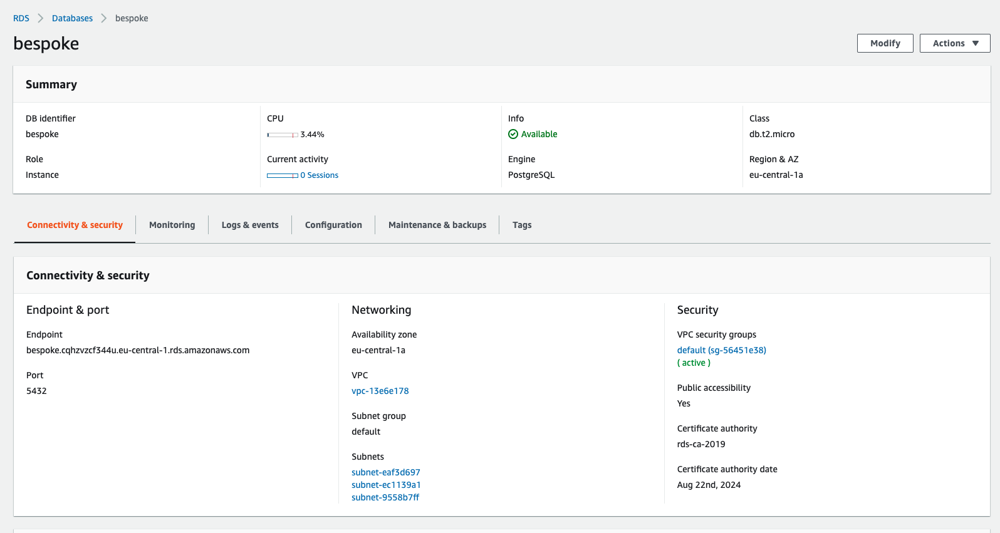 RDS > Databases > bespoke
bespoke
Modify
Actions ▼
Summary
DB identifier
bespoke
CPU
3.44%
Info
Available
Class
db.t2.micro
Role
Instance
Current activity
0 Sessions
Engine
PostgreSQL
Region & AZ
eu-central-1a
Connectivity & security
Monitoring
Logs & events
Configuration
Maintenance & backups
Tags
Connectivity & security
Endpoint & port
Endpoint
bespoke.cqhzvzcf344u.eu-central-1.rds.amazonaws.com
Port
5432
Networking
Availability zone
eu-central-1a
VPC
vpc-13e6e178
Subnet group
default
Subnets
subnet-eaf3d697
subnet-ec1139a1
subnet-9558b7ff
Security
VPC security groups
default (sg-56451e38)
( active )
Public accessibility
Yes
Certificate authority
rds-ca-2019
Certificate authority date
Aug 22nd, 2024